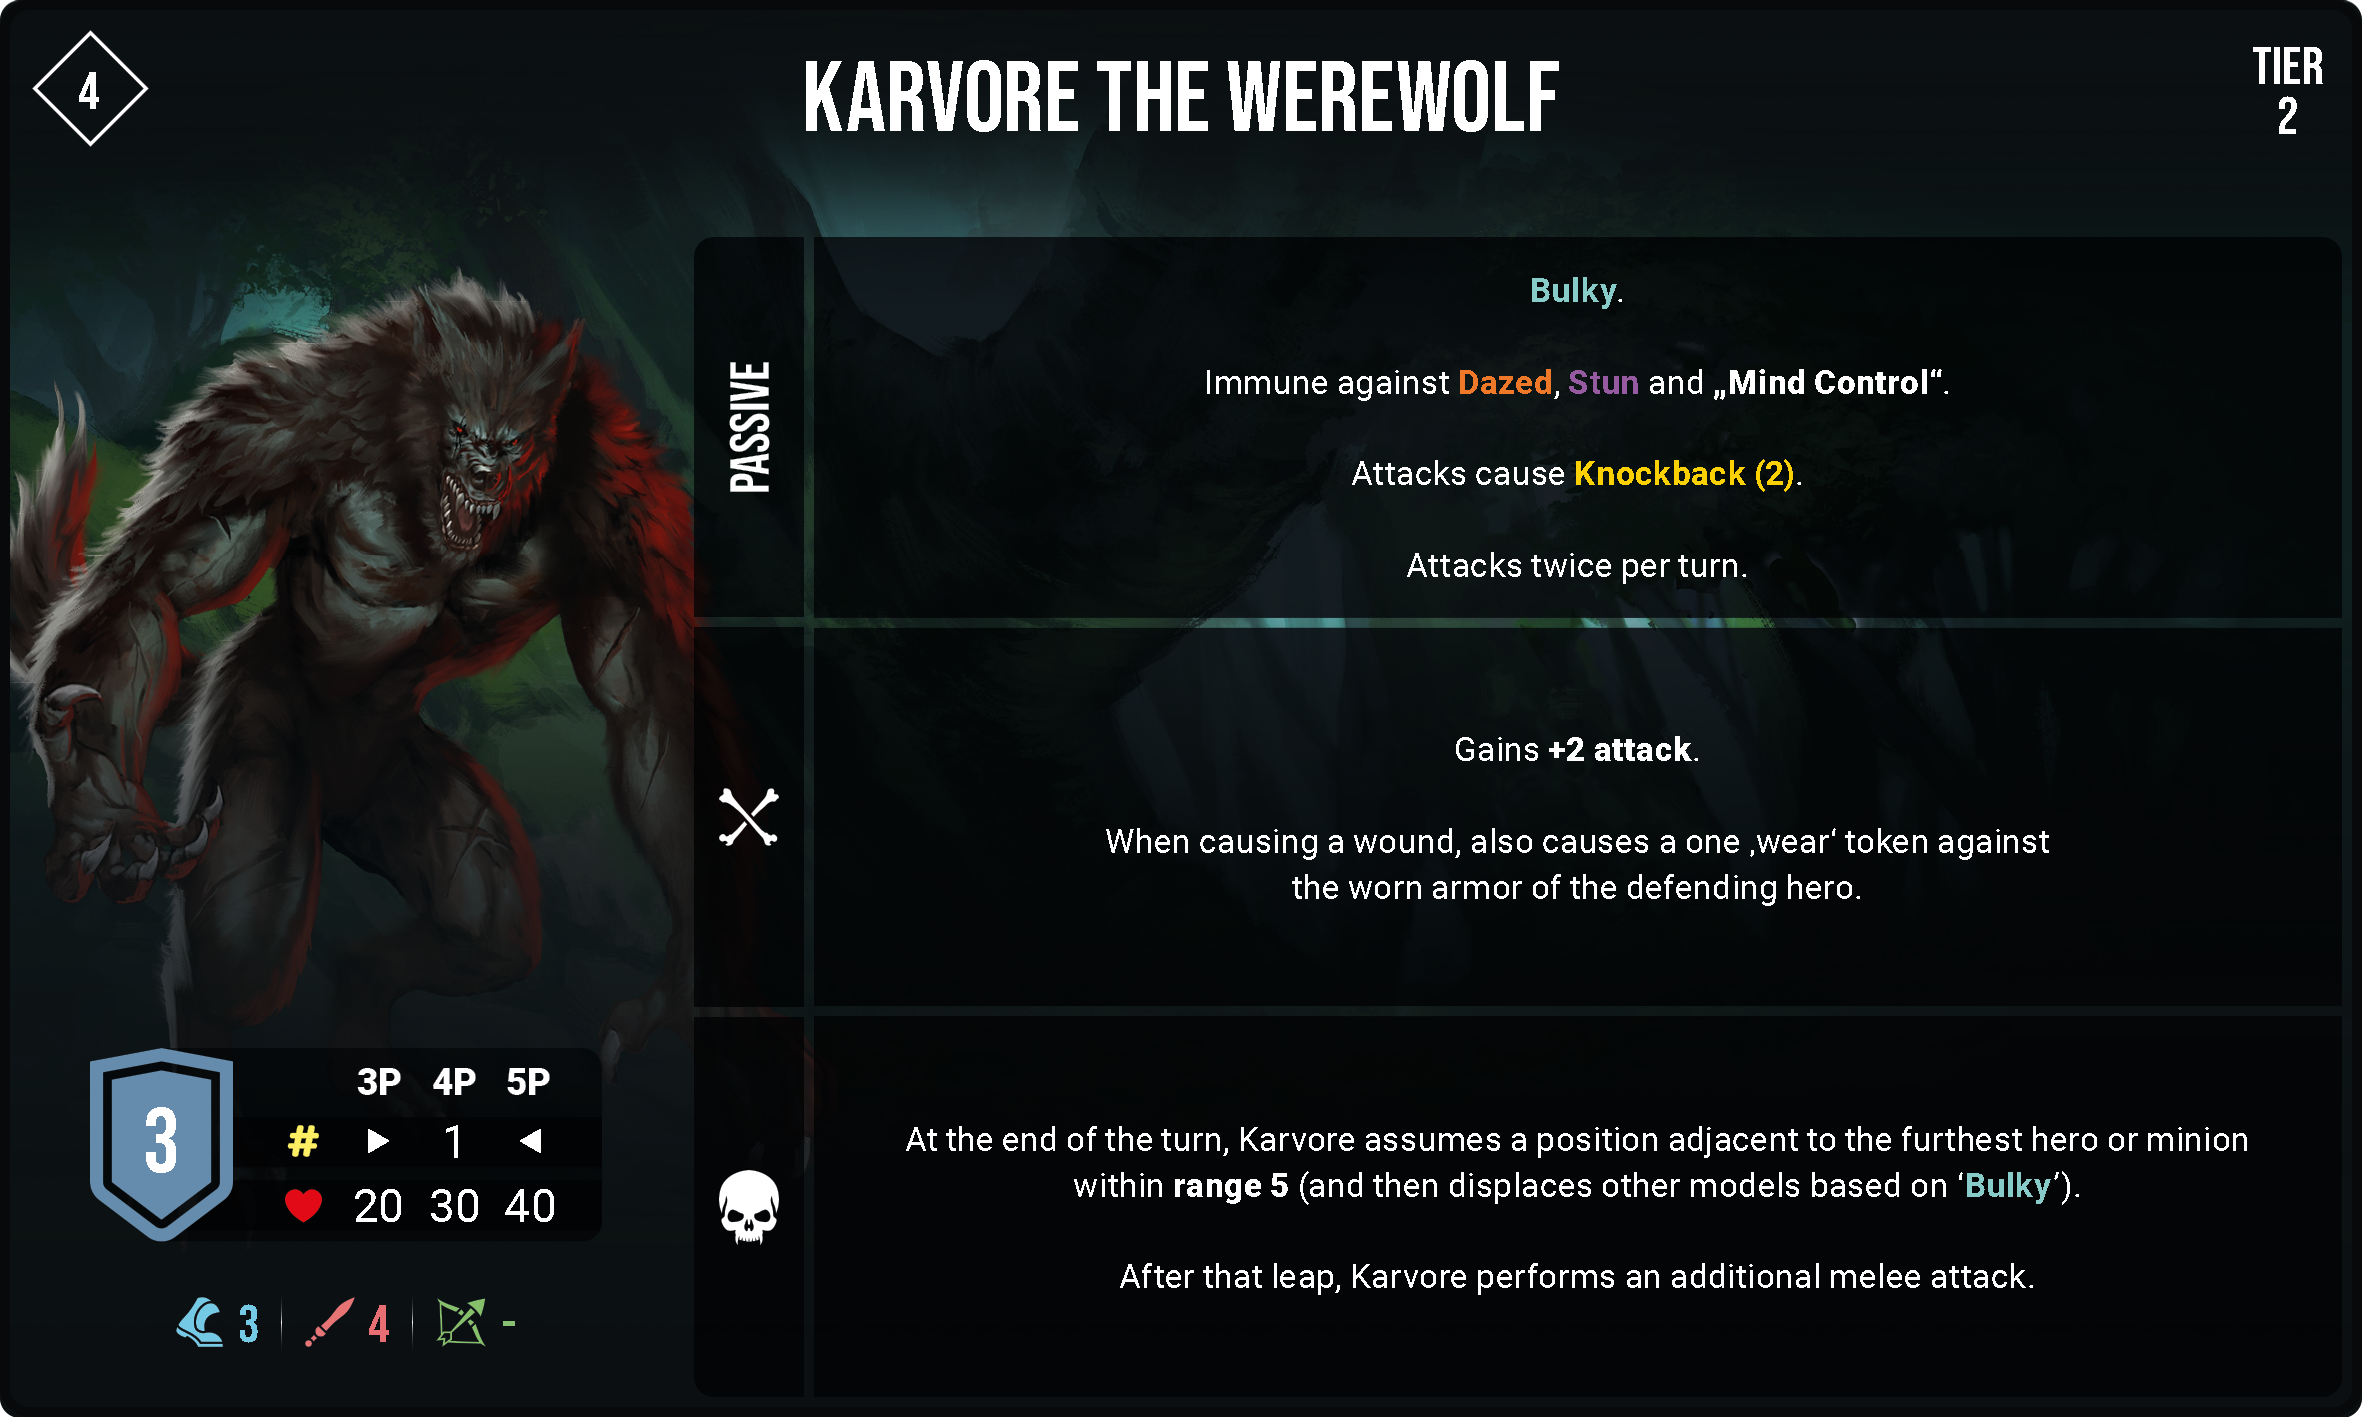 4
KARVORE THE WEREWOLF
TIER
2
PASSIVE
Bulky.
Immune against Dazed, Stun and „Mind Control“.
Attacks cause Knockback (2).
Attacks twice per turn.
Gains +2 attack.
When causing a wound, also causes a one ‚wear‘ token against
the worn armor of the defending hero.
At the end of the turn, Karvore assumes a position adjacent to the furthest hero or minion
within range 5 (and then displaces other models based on ‘Bulky’).
After that leap, Karvore performs an additional melee attack.
3
3P 4P 5P
# ▶ 1 ◀
20 30 40
3 4 -